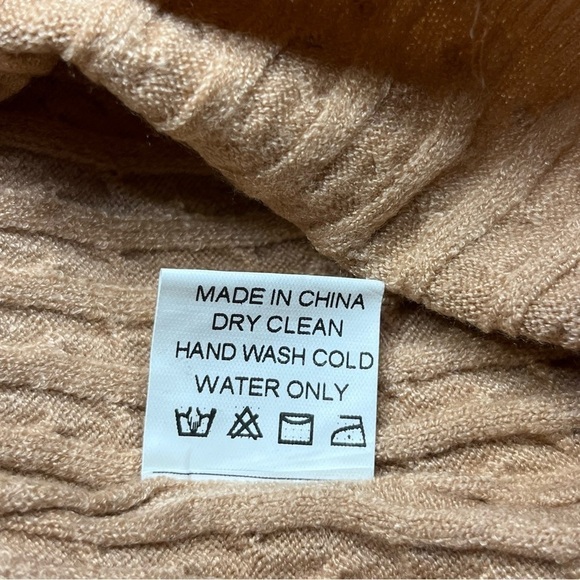 MADE IN CHINA
DRY CLEAN
HAND WASH COLD
WATER ONLY